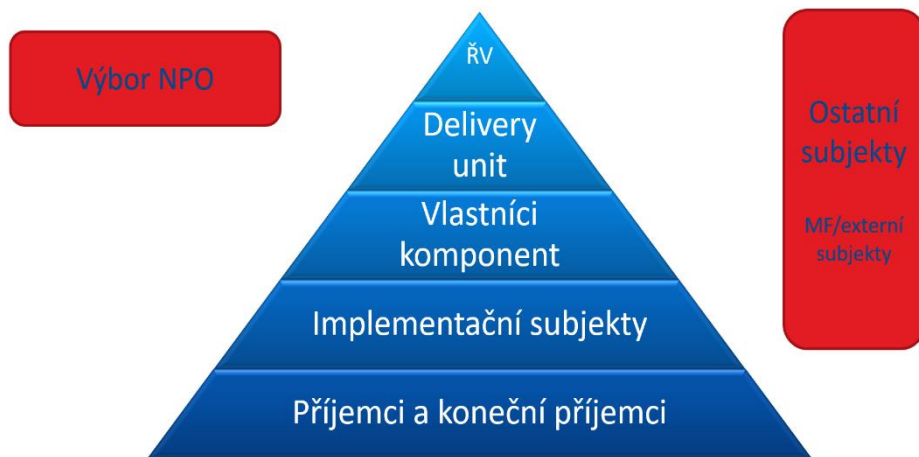 Výbor NPO
ŘV
Delivery
unit
Vlastníci
komponent
Implementační subjekty
Příjemci a koneční příjemci
Ostatní
subjekty
MF/externí
subjekty